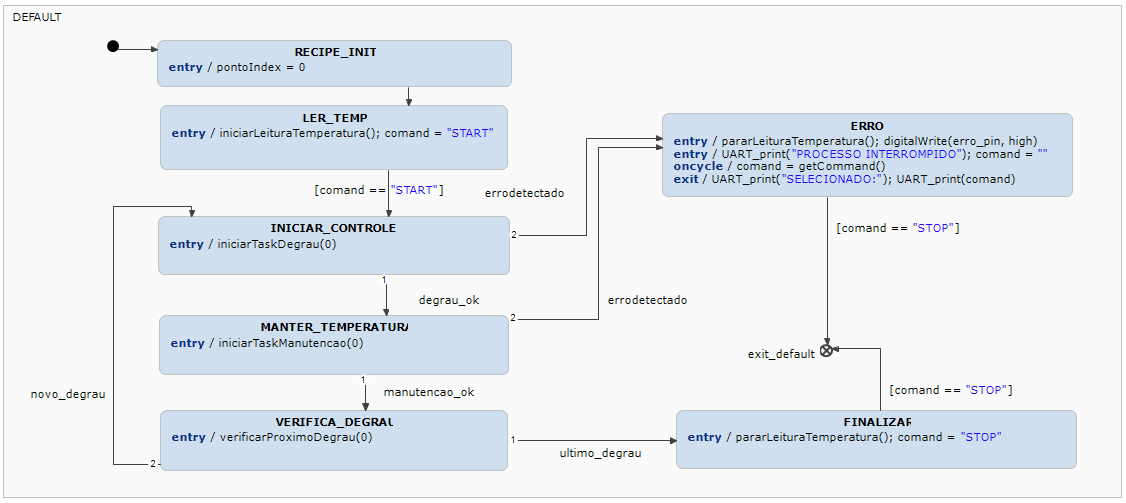 DEFAULT
RECIPE_INIT
entry / pontoIndex = 0
LER_TEMP
entry / iniciarLeituraTemperatura(); comand = "START"
[comand == "START"]
INICIAR_CONTROLE
entry / iniciarTaskDegrau(0)
2
errodetectado
1
degrau_ok
MANTER_TEMPERATURA
entry / iniciarTaskManutencao(0)
2
errodetectado
1
manutencao_ok
novo_degrau
VERIFICA_DEGRAU
entry / verificarProximoDegrau(0)
2
1
ultimo_degrau
ERRO
entry / pararLeituraTemperatura(); digitalWrite(erro_pin, high)
entry / UART_print("PROCESSO INTERROMPIDO"); comand = ""
oncycle / comand = getCommand()
exit / UART_print("SELECIONADO:"); UART_print(comand)
[comand == "STOP"]
exit_default
[comand == "STOP"]
FINALIZAR
entry / pararLeituraTemperatura(); comand = "STOP"